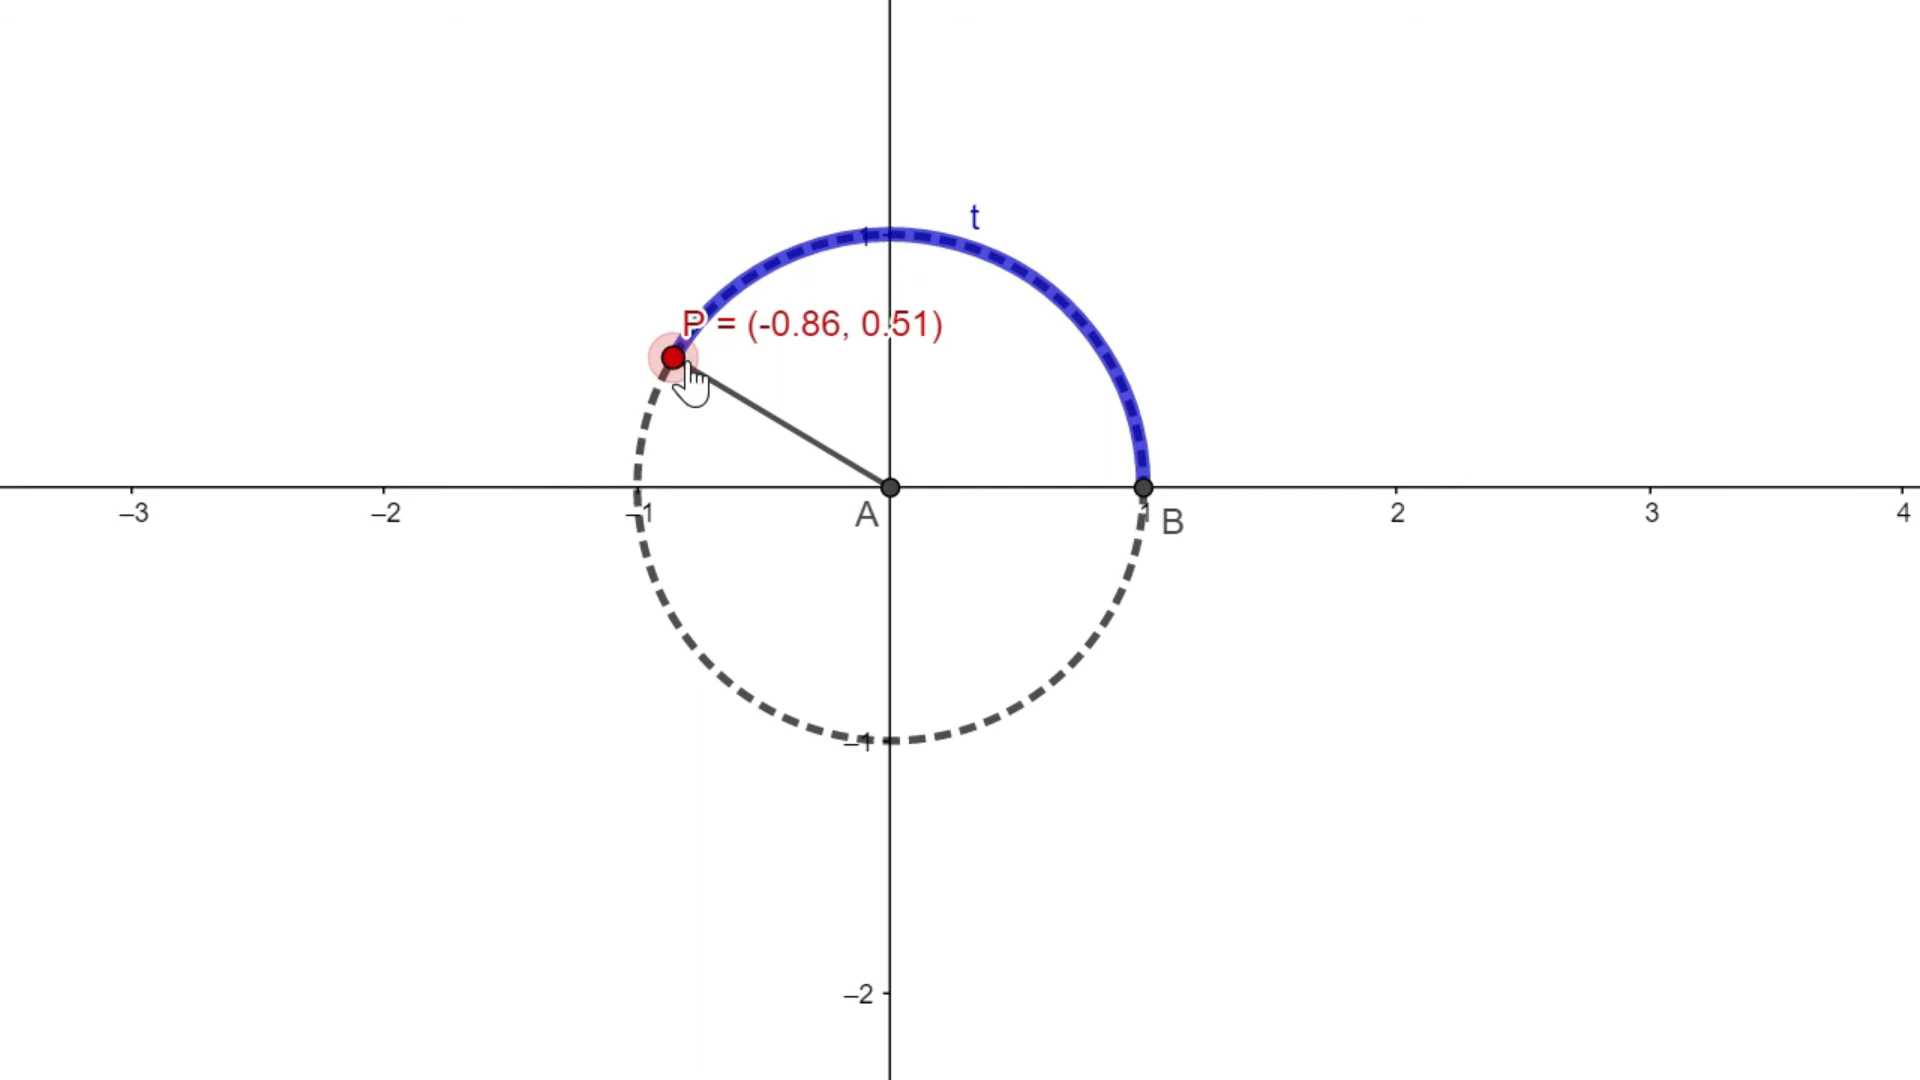 t
1
P = (-0.86, 0.51)
–3
–2
–1
A
1
B
2
3
4
–1
–2